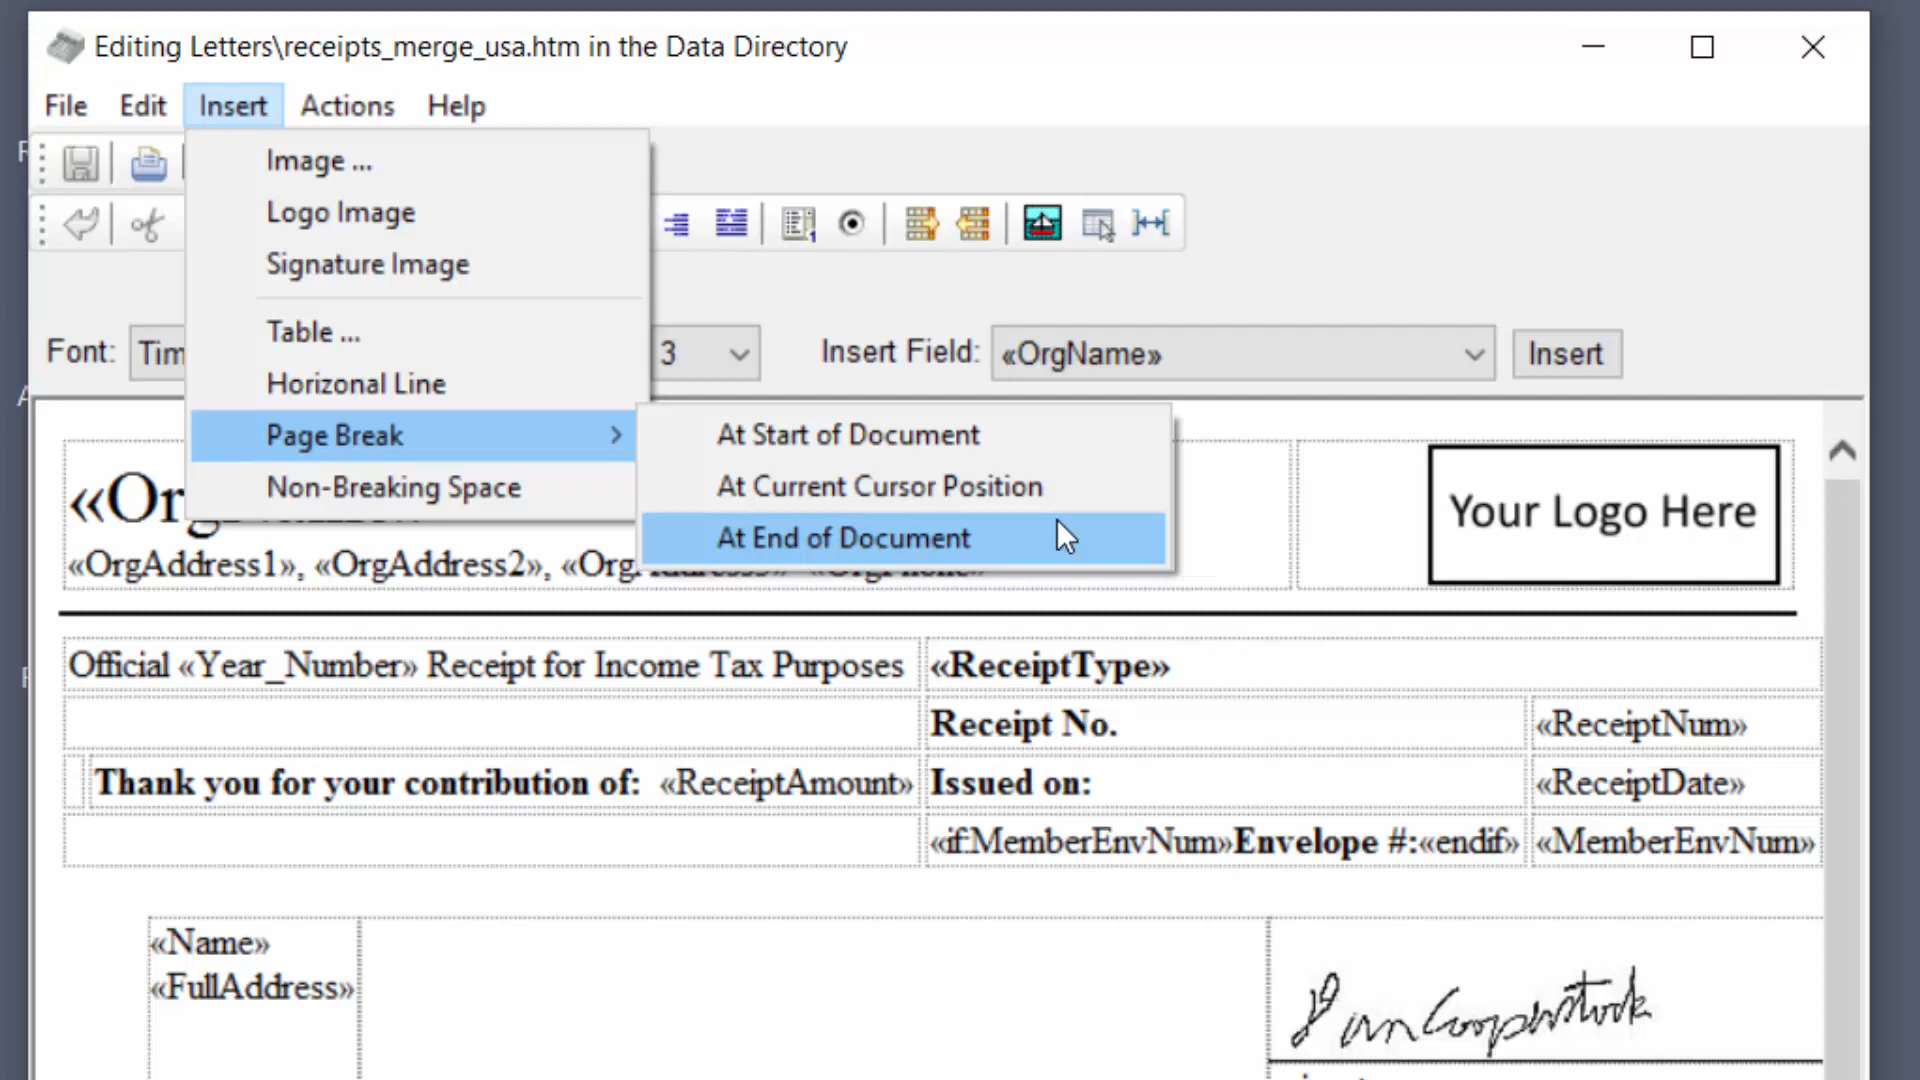 Editing Letters\receipts_merge_usa.htm in the Data Directory
File Edit Insert Actions Help
Image ...
Logo Image
Signature Image
Table ...
Horizonal Line
Page Break
Non-Breaking Space
At Start of Document
At Current Cursor Position
At End of Document
Font: Tim 3 Insert Field: «OrgName» Insert
«Or
Your Logo Here
«OrgAddress1», «OrgAddress2»,
Official «Year_Number» Receipt for Income Tax Purposes «ReceiptType»
Receipt No. «ReceiptNum»
Thank you for your contribution of: «ReceiptAmount» Issued on: «ReceiptDate»
«if:MemberEnvNum»Envelope #:«endif» «MemberEnvNum»
«Name»
«FullAddress»